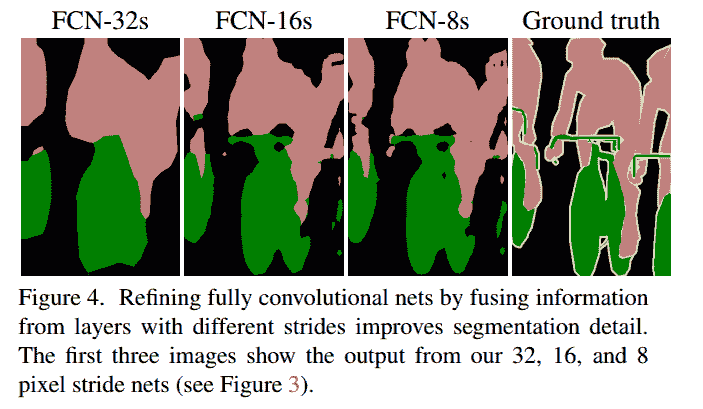 FCN-32s FCN-16s FCN-8s Ground truth
Figure 4. Refining fully convolutional nets by fusing information
from layers with different strides improves segmentation detail.
The first three images show the output from our 32, 16, and 8
pixel stride nets (see Figure 3).